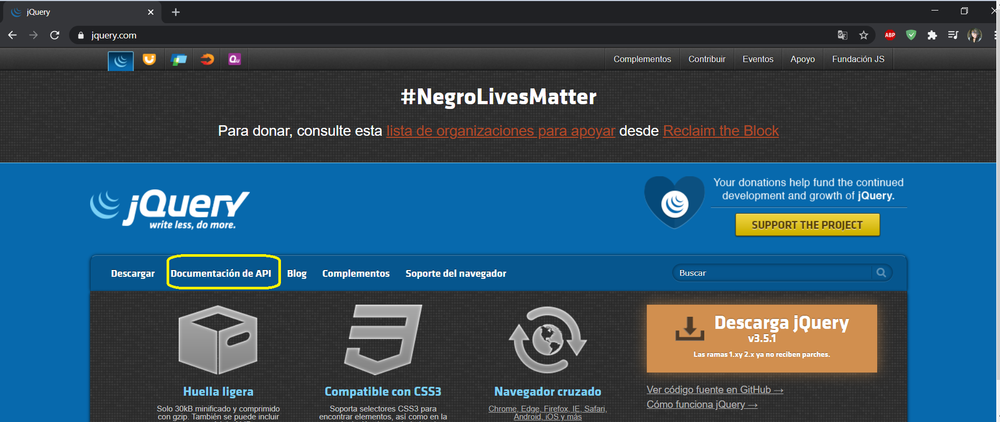 jQuery
jquery.com
ABP
Qu
Complementos
Contribuir
Eventos
Apoyo
Fundación JS
#NegroLivesMatter
Para donar, consulte esta lista de organizaciones para apoyar desde Reclaim the Block
jQuery
write less, do more.
Your donations help fund the continued
development and growth of jQuery.
SUPPORT THE PROJECT
Descargar
Documentación de API
Blog
Complementos
Soporte del navegador
Buscar
Huella ligera
Solo 30kB minificado y comprimido
con gzip. También se puede incluir
Compatible con CSS3
Soporta selectores CSS3 para
encontrar elementos, así como en la
Navegador cruzado
Chrome, Edge, Firefox, IE, Safari,
Android, iOS y más
Descarga jQuery
v3.5.1
Las ramas 1.xy 2.x ya no reciben parches.
Ver código fuente en GitHub →
Cómo funciona jQuery →